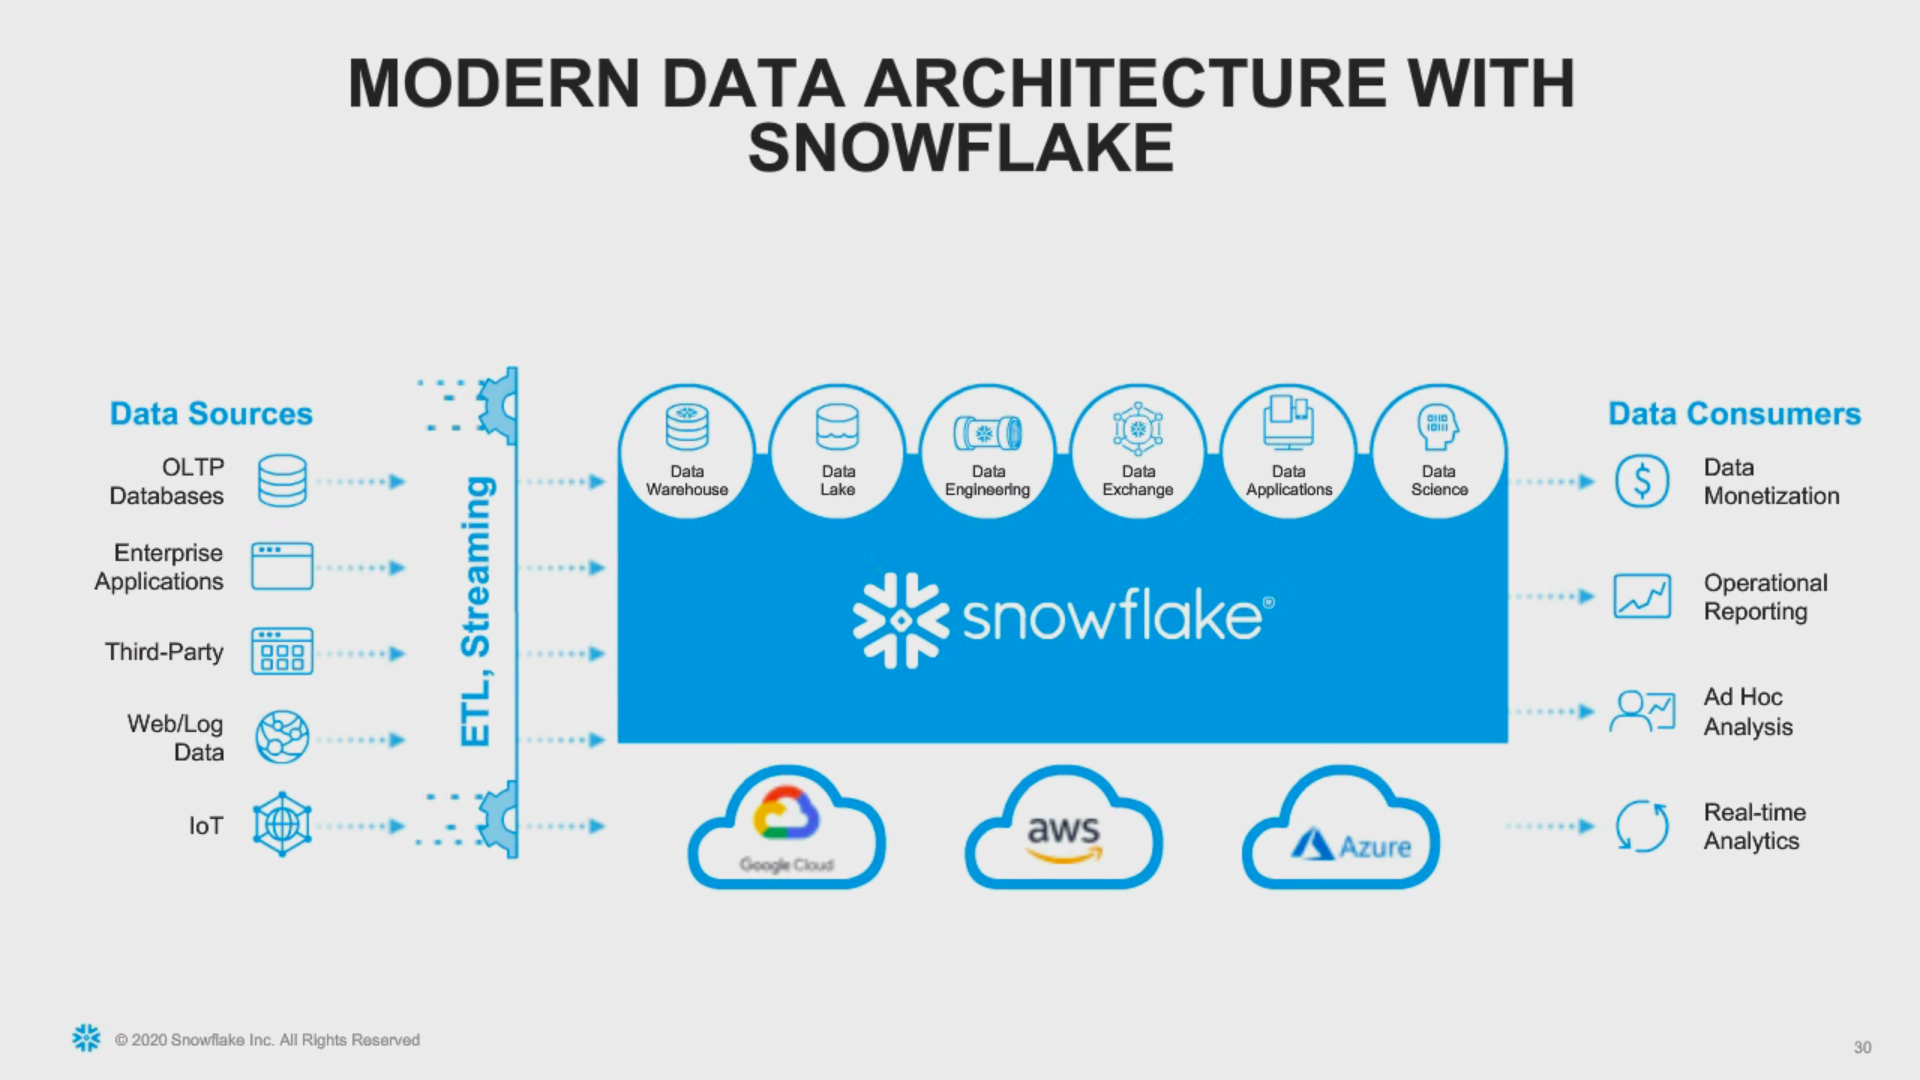 MODERN DATA ARCHITECTURE WITH
SNOWFLAKE
Data Sources
OLTP
Databases
Enterprise
Applications
Third-Party
Web/Log
Data
IoT
ETL, Streaming
Data
Warehouse
Data
Lake
Data
Engineering
Data
Exchange
Data
Applications
Data
Science
snowflake®
Google Cloud
aws
Azure
Data Consumers
Data
Monetization
Operational
Reporting
Ad Hoc
Analysis
Real-time
Analytics
© 2020 Snowflake Inc. All Rights Reserved
30